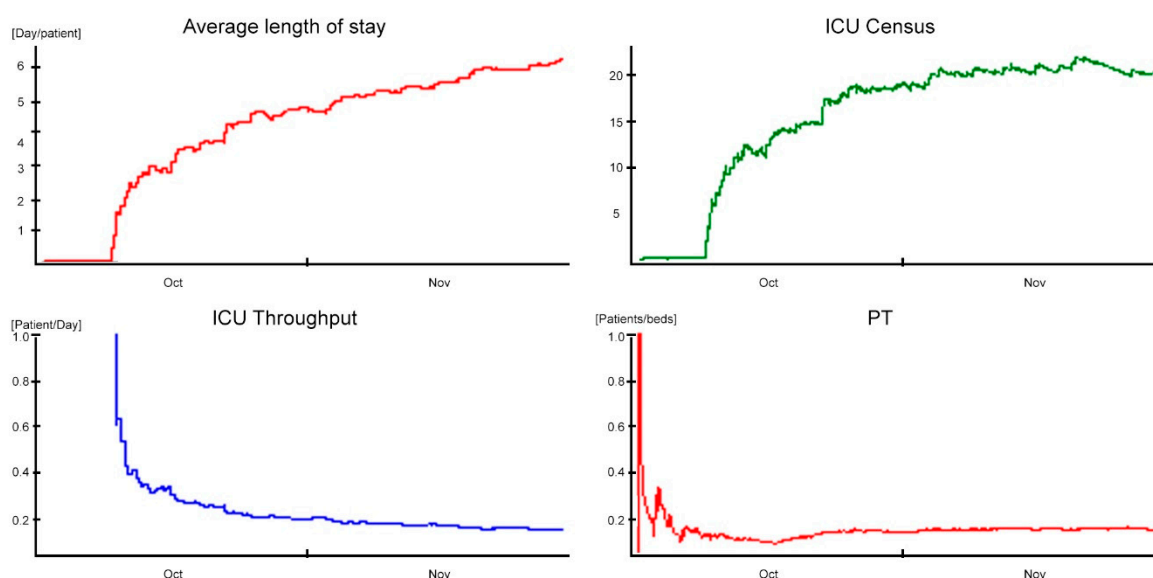 Average length of stay
[Day/patient]
6
5
4
3
2
1
Oct Nov
ICU Census
20
15
10
5
Oct Nov
ICU Throughput
[Patient/Day]
1.0
0.8
0.6
0.4
0.2
Oct Nov
PT
[Patients/beds]
1.0
0.8
0.6
0.4
0.2
Oct Nov